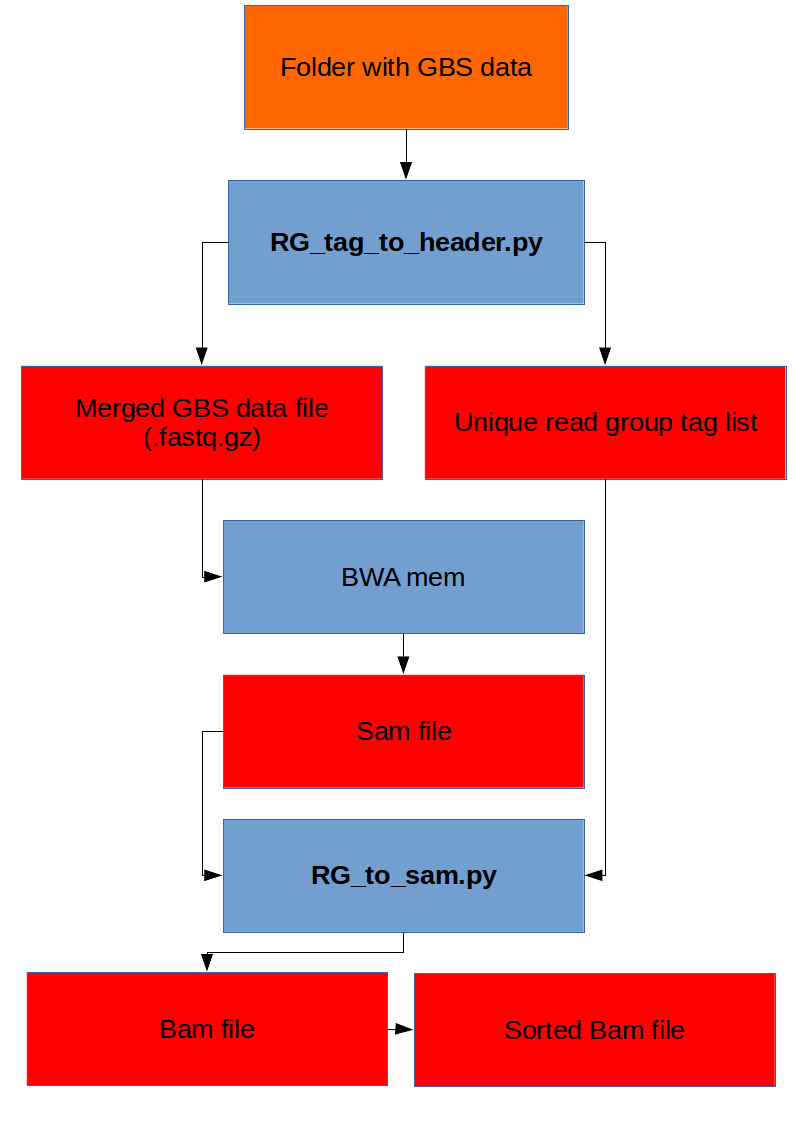 Folder with GBS data
RG_tag_to_header.py
Merged GBS data file
(.fastq.gz)
Unique read group tag list
BWA mem
Sam file
RG_to_sam.py
Bam file
Sorted Bam file